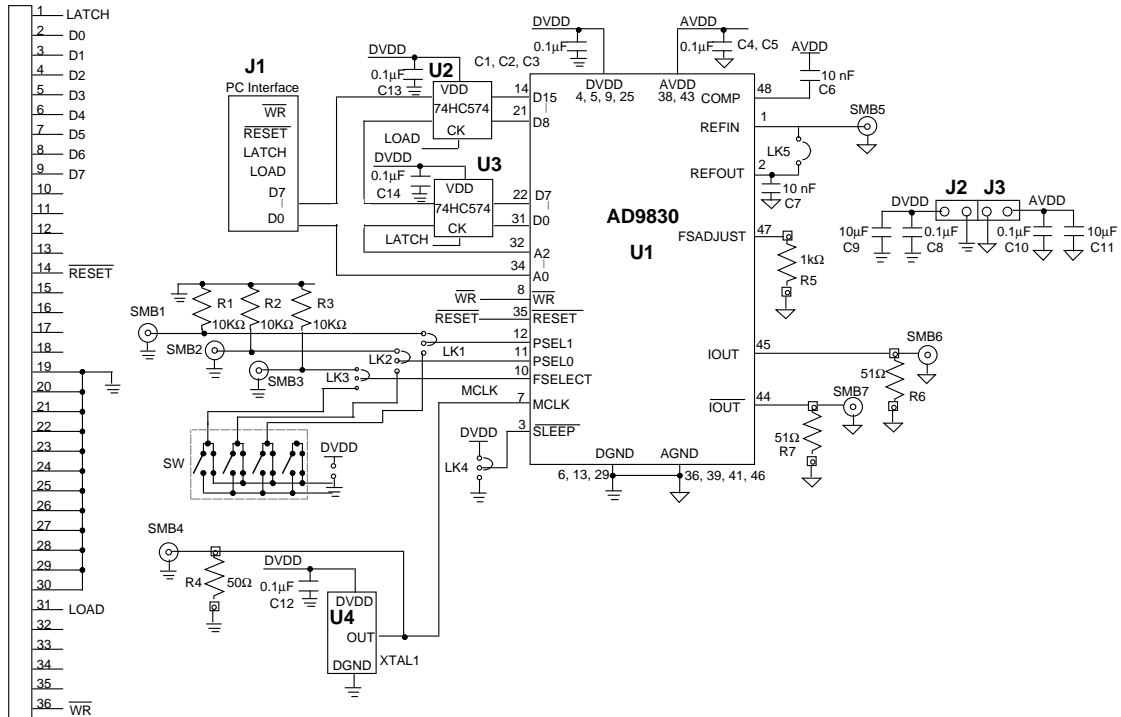 1 LATCH
2 D0
3 D1
4 D2
5 D3
6 D4
7 D5
8 D6
9 D7
10
11
12
13
14 RESET
15
16
17
18
19
20
21
22
23
24
25
26
27
28
29
30
31 LOAD
32
33
34
35
36 WR
J1
PC Interface
WR
RESET
LATCH
LOAD
D7
D0
DVDD
0.1µF
C13
U2
VDD
74HC574
CK
LOAD
DVDD
0.1µF
C14
U3
VDD
74HC574
CK
LATCH
DVDD
0.1µF
C1, C2, C3
AVDD
0.1µF
C4, C5
DVDD
4, 5, 9, 25
AVDD
38, 43
AD9830
U1
14 D15
21 D8
22 D7
31 D0
32 A2
34 A0
WR 8 WR
RESET 35 RESET
12 PSEL1
11 PSEL0
10 FSELECT
MCLK 7 MCLK
3 SLEEP
DGND
6, 13, 29
AGND
36, 39, 41, 46
COMP 48
AVDD
10 nF
C6
REFIN 1
SMB5
LK5
REFOUT 2
10 nF
C7
FSADJUST 47
1kΩ
R5
IOUT 45
SMB6
51Ω
R6
IOUT 44
SMB7
51Ω
R7
J2 J3
DVDD
AVDD
10µF
C9
0.1µF
C8
0.1µF
C10
10µF
C11
R1
10KΩ
R2
10KΩ
R3
10KΩ
SMB1
SMB2
SMB3
LK1
LK2
LK3
SW
DVDD
DVDD
LK4
SMB4
R4
50Ω
DVDD
0.1µF
C12
DVDD
U4
OUT
DGND
XTAL1